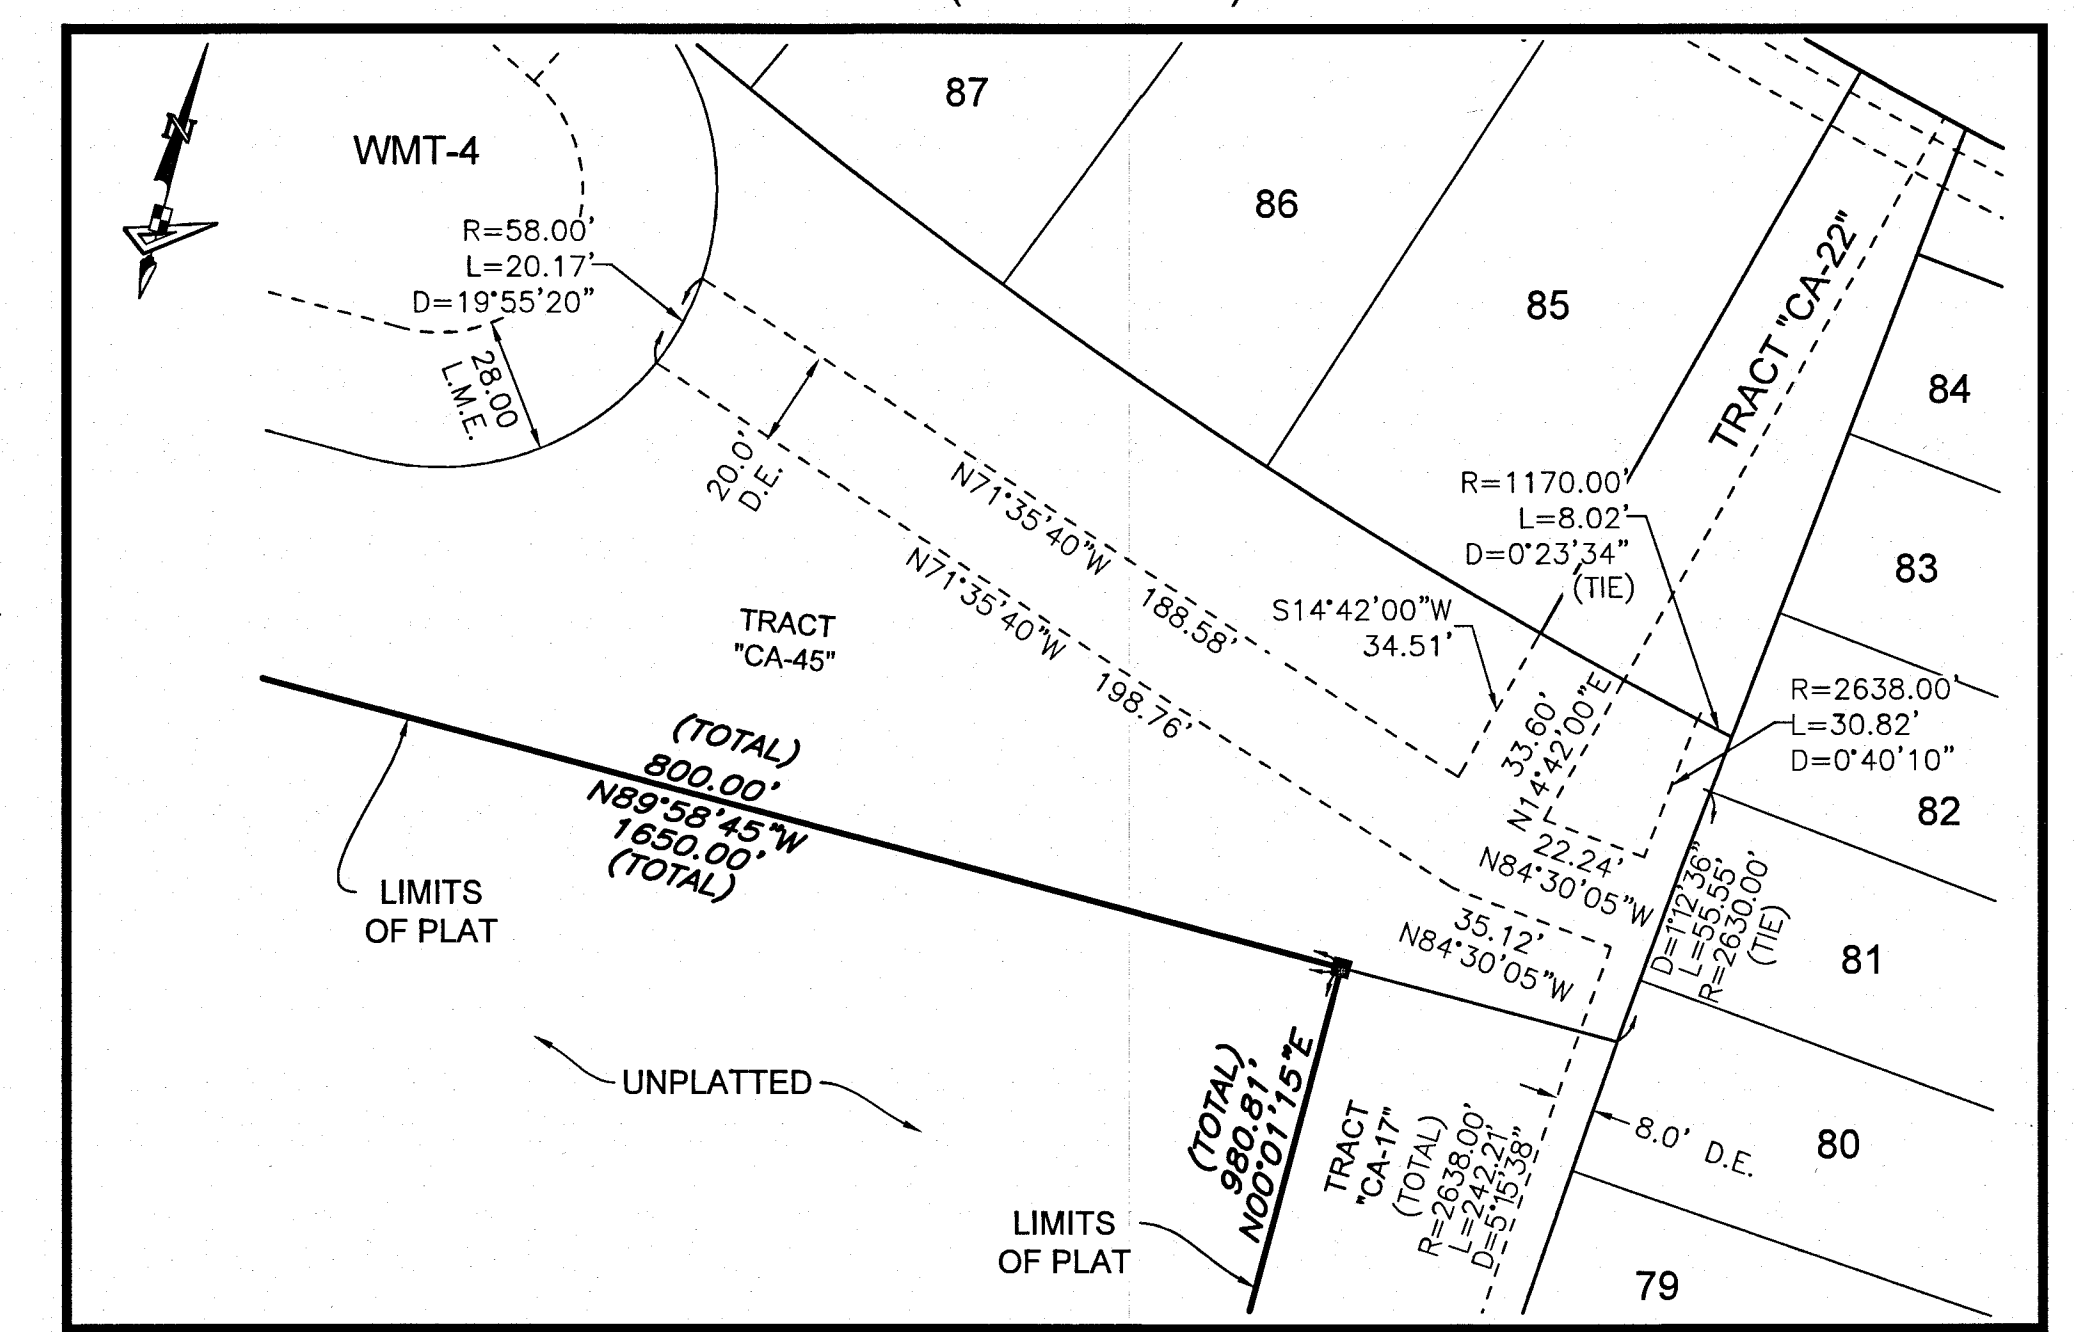 N
WMT-4
87
86
85
84
83
82
81
80
79
R=58.00'
L=20.17'
D=19°55'20"
28.00
L.M.E.
20.0'
D.E.
N71°35'40"W
188.58'
N71°35'40"W
198.76'
TRACT "CA-22"
R=1170.00'
L=8.02'
D=0°23'34"
(TIE)
S14°42'00"W
34.51'
33.60'
N14°42'00"E
R=2638.00'
L=30.82'
D=0°40'10"
22.24'
N84°30'05"W
35.12'
N84°30'05"W
D=1°12'36"
L=55.55'
R=2630.00'
(TIE)
TRACT
"CA-45"
(TOTAL)
800.00'
N89°58'45"W
1650.00'
(TOTAL)
LIMITS
OF PLAT
UNPLATTED
(TOTAL)
980.81'
N00°01'15"E
LIMITS
OF PLAT
TRACT
"CA-17"
(TOTAL)
R=2638.00'
L=242.21'
D=5°15'38"
8.0' D.E.